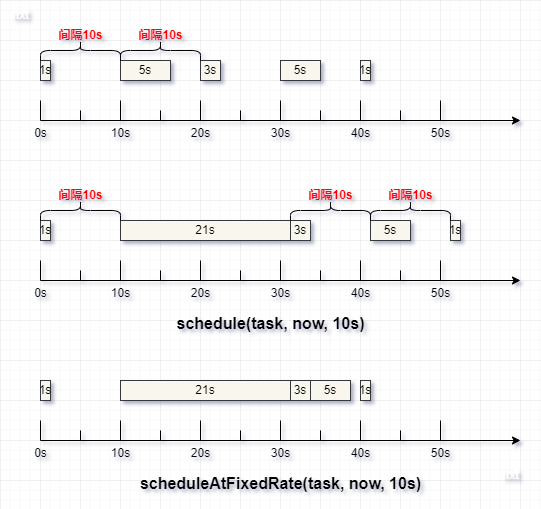 txt
间隔10s 间隔10s
1s 5s 3s 5s 1s
0s 10s 20s 30s 40s 50s
间隔10s 间隔10s 间隔10s
1s 21s 3s 5s 1s
0s 10s 20s 30s 40s 50s
schedule(task, now, 10s)
1s 21s 3s 5s 1s
0s 10s 20s 30s 40s 50s
txt
scheduleAtFixedRate(task, now, 10s)